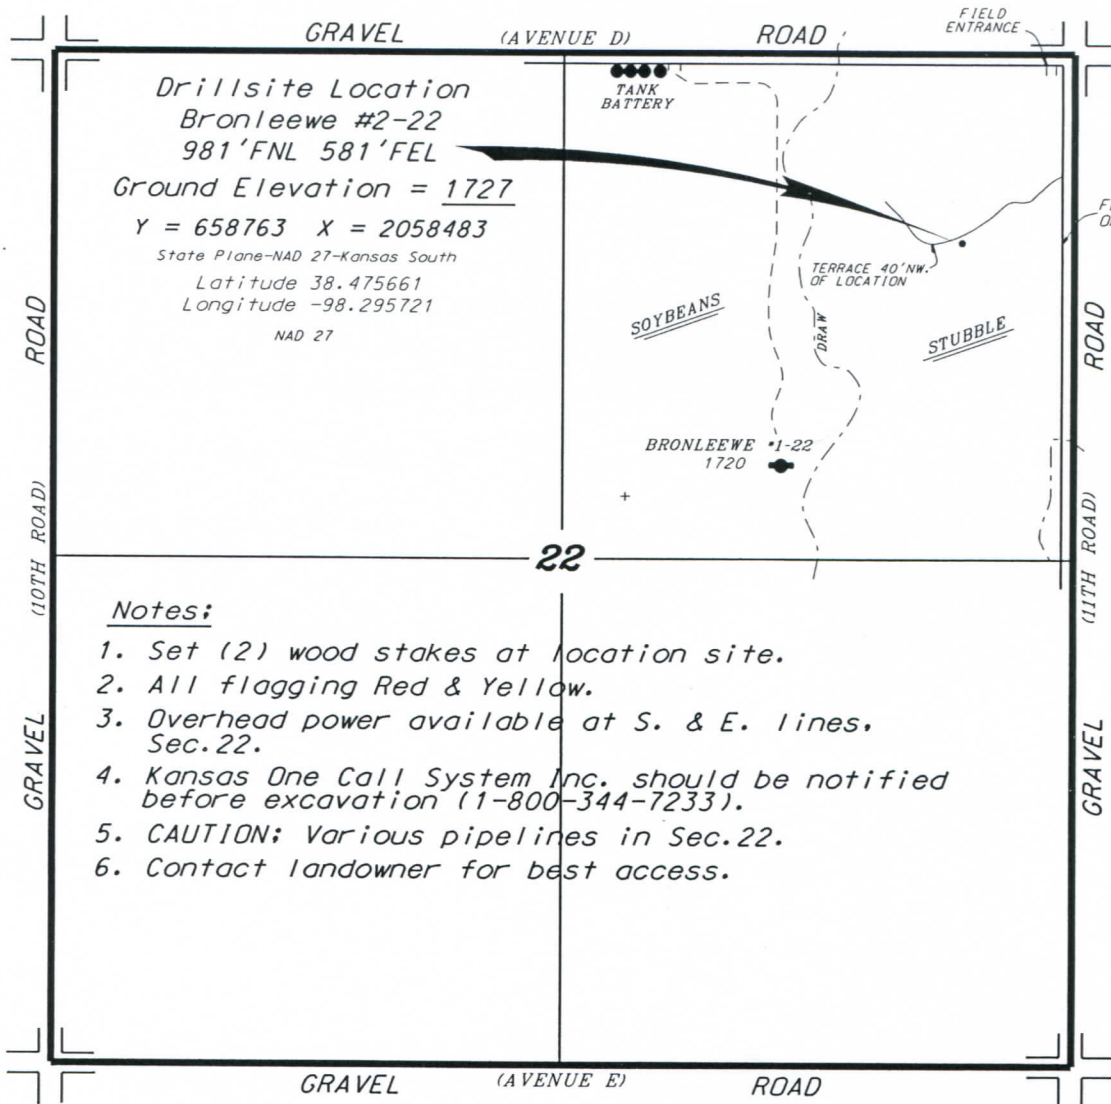 GRAVEL (AVENUE D) ROAD
FIELD
ENTRANCE
Drillsite Location
Bronleewe #2-22
981'FNL 581'FEL
Ground Elevation = 1727
Y = 658763 X = 2058483
State Plane-NAD 27-Kansas South
Latitude 38.475661
Longitude -98.295721
NAD 27
TANK
BATTERY
TERRACE 40'NW.
OF LOCATION
SOYBEANS
DRAW
STUBBLE
BRONLEEWE #1-22
1720
22
ROAD
(10TH ROAD)
GRAVEL
ROAD
(11TH ROAD)
GRAVEL
Notes:
1. Set (2) wood stakes at location site.
2. All flagging Red & Yellow.
3. Overhead power available at S. & E. lines,
Sec.22.
4. Kansas One Call System Inc. should be notified
before excavation (1-800-344-7233).
5. CAUTION: Various pipelines in Sec.22.
6. Contact landowner for best access.
GRAVEL (AVENUE E) ROAD